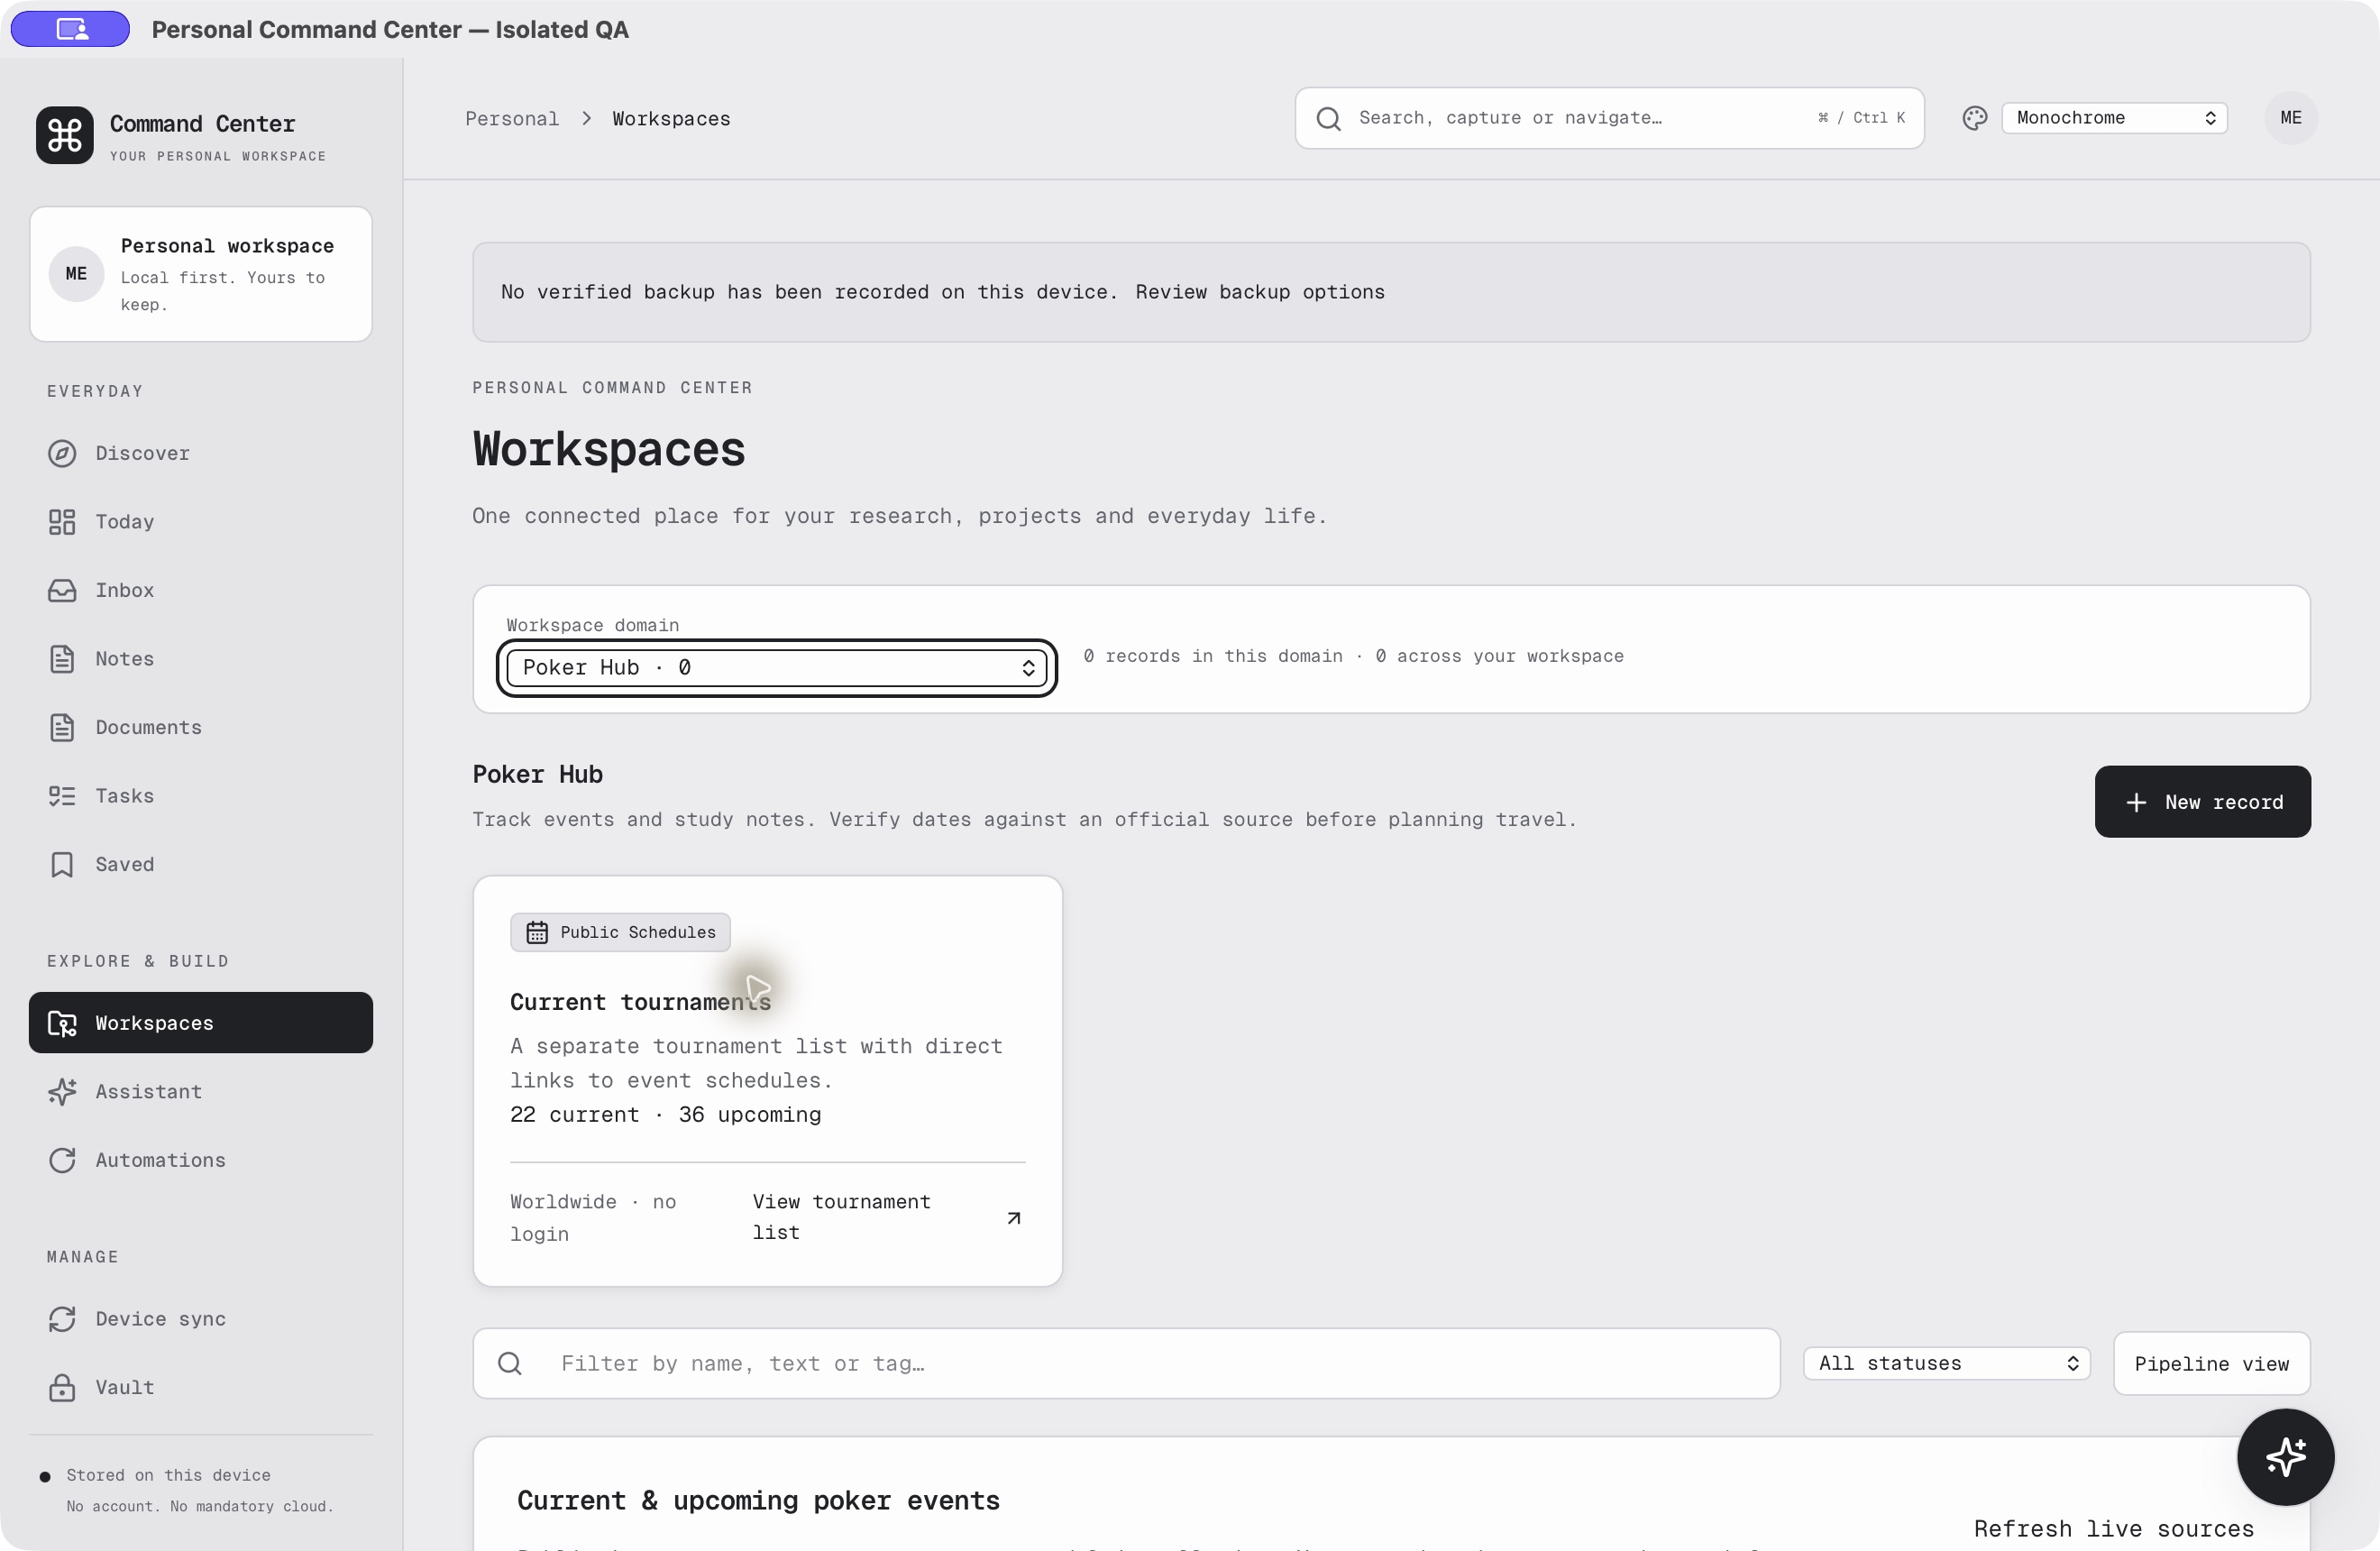 Personal Command Center — Isolated QA
Command Center
YOUR PERSONAL WORKSPACE
ME
Personal workspace
Local first. Yours to
keep.
EVERYDAY
Discover
Today
Inbox
Notes
Documents
Tasks
Saved
EXPLORE & BUILD
Workspaces
Assistant
Automations
MANAGE
Device sync
Vault
Stored on this device
No account. No mandatory cloud.
Personal > Workspaces
Search, capture or navigate…
⌘ / Ctrl K
Monochrome
ME
No verified backup has been recorded on this device. Review backup options
PERSONAL COMMAND CENTER
Workspaces
One connected place for your research, projects and everyday life.
Workspace domain
Poker Hub · 0
0 records in this domain · 0 across your workspace
Poker Hub
Track events and study notes. Verify dates against an official source before planning travel.
New record
Public Schedules
Current tournaments
A separate tournament list with direct
links to event schedules.
22 current · 36 upcoming
Worldwide · no
login
View tournament
list
Filter by name, text or tag…
All statuses
Pipeline view
Current & upcoming poker events
Refresh live sources